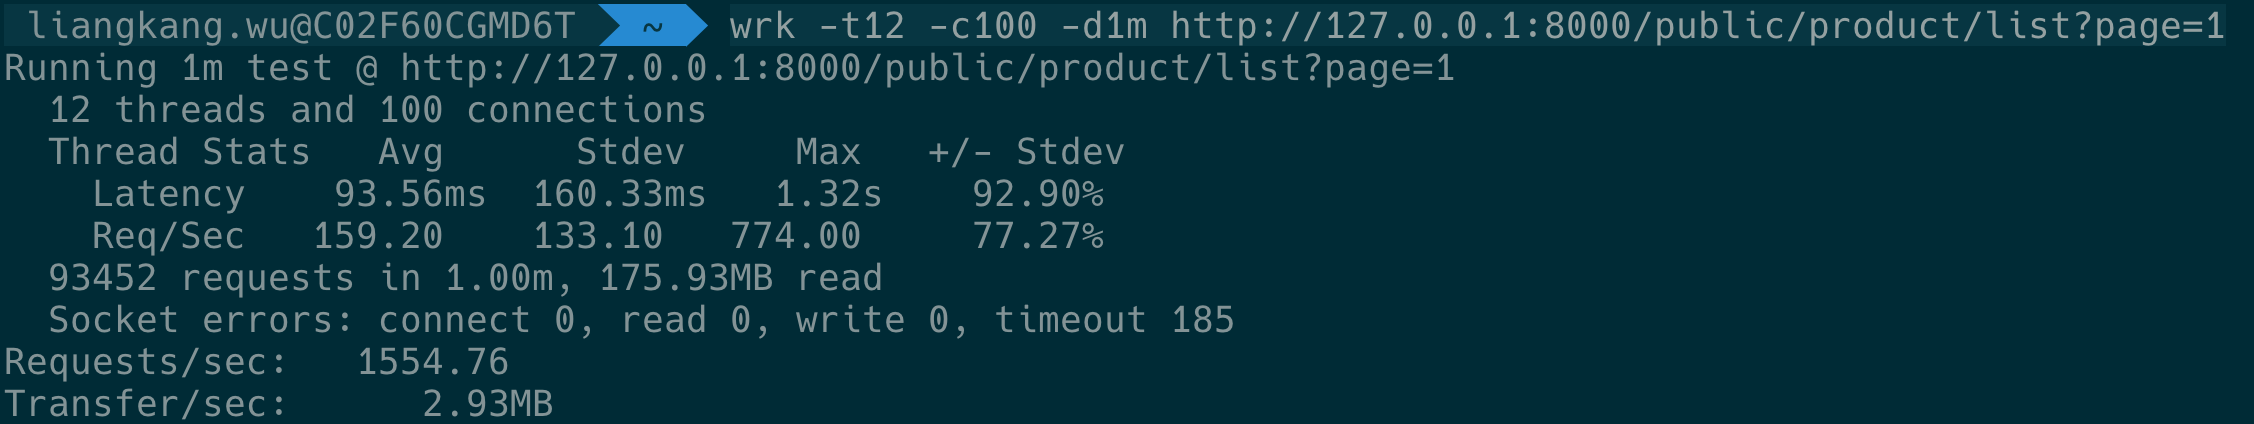 liangkang.wu@C02F60CGMD6T ~ wrk -t12 -c100 -d1m http://127.0.0.1:8000/public/product/list?page=1
Running 1m test @ http://127.0.0.1:8000/public/product/list?page=1
12 threads and 100 connections
Thread Stats Avg Stdev Max +/- Stdev
Latency 93.56ms 160.33ms 1.32s 92.90%
Req/Sec 159.20 133.10 774.00 77.27%
93452 requests in 1.00m, 175.93MB read
Socket errors: connect 0, read 0, write 0, timeout 185
Requests/sec: 1554.76
Transfer/sec: 2.93MB